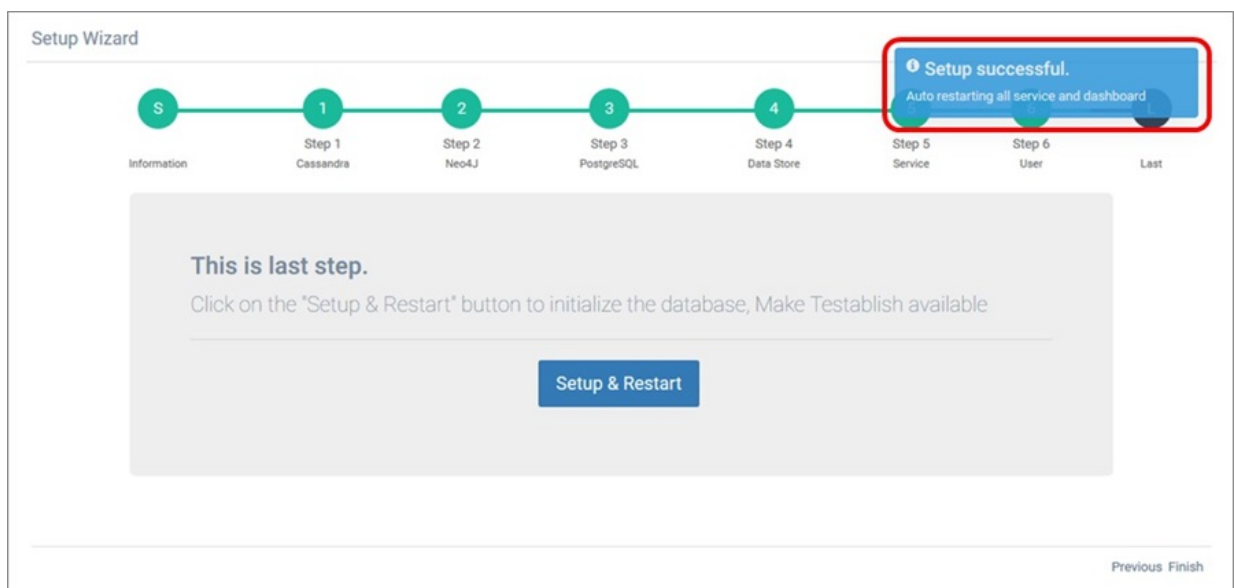 Setup Wizard
Setup successful.
Auto restarting all service and dashboard
S
1
2
3
4
L
Step 1
Step 2
Step 3
Step 4
Step 5
Step 6
Information
Cassandra
Neo4J
PostgreSQL
Data Store
Service
User
Last
This is last step.
Click on the "Setup & Restart" button to initialize the database, Make Testablish available
Setup & Restart
Previous Finish